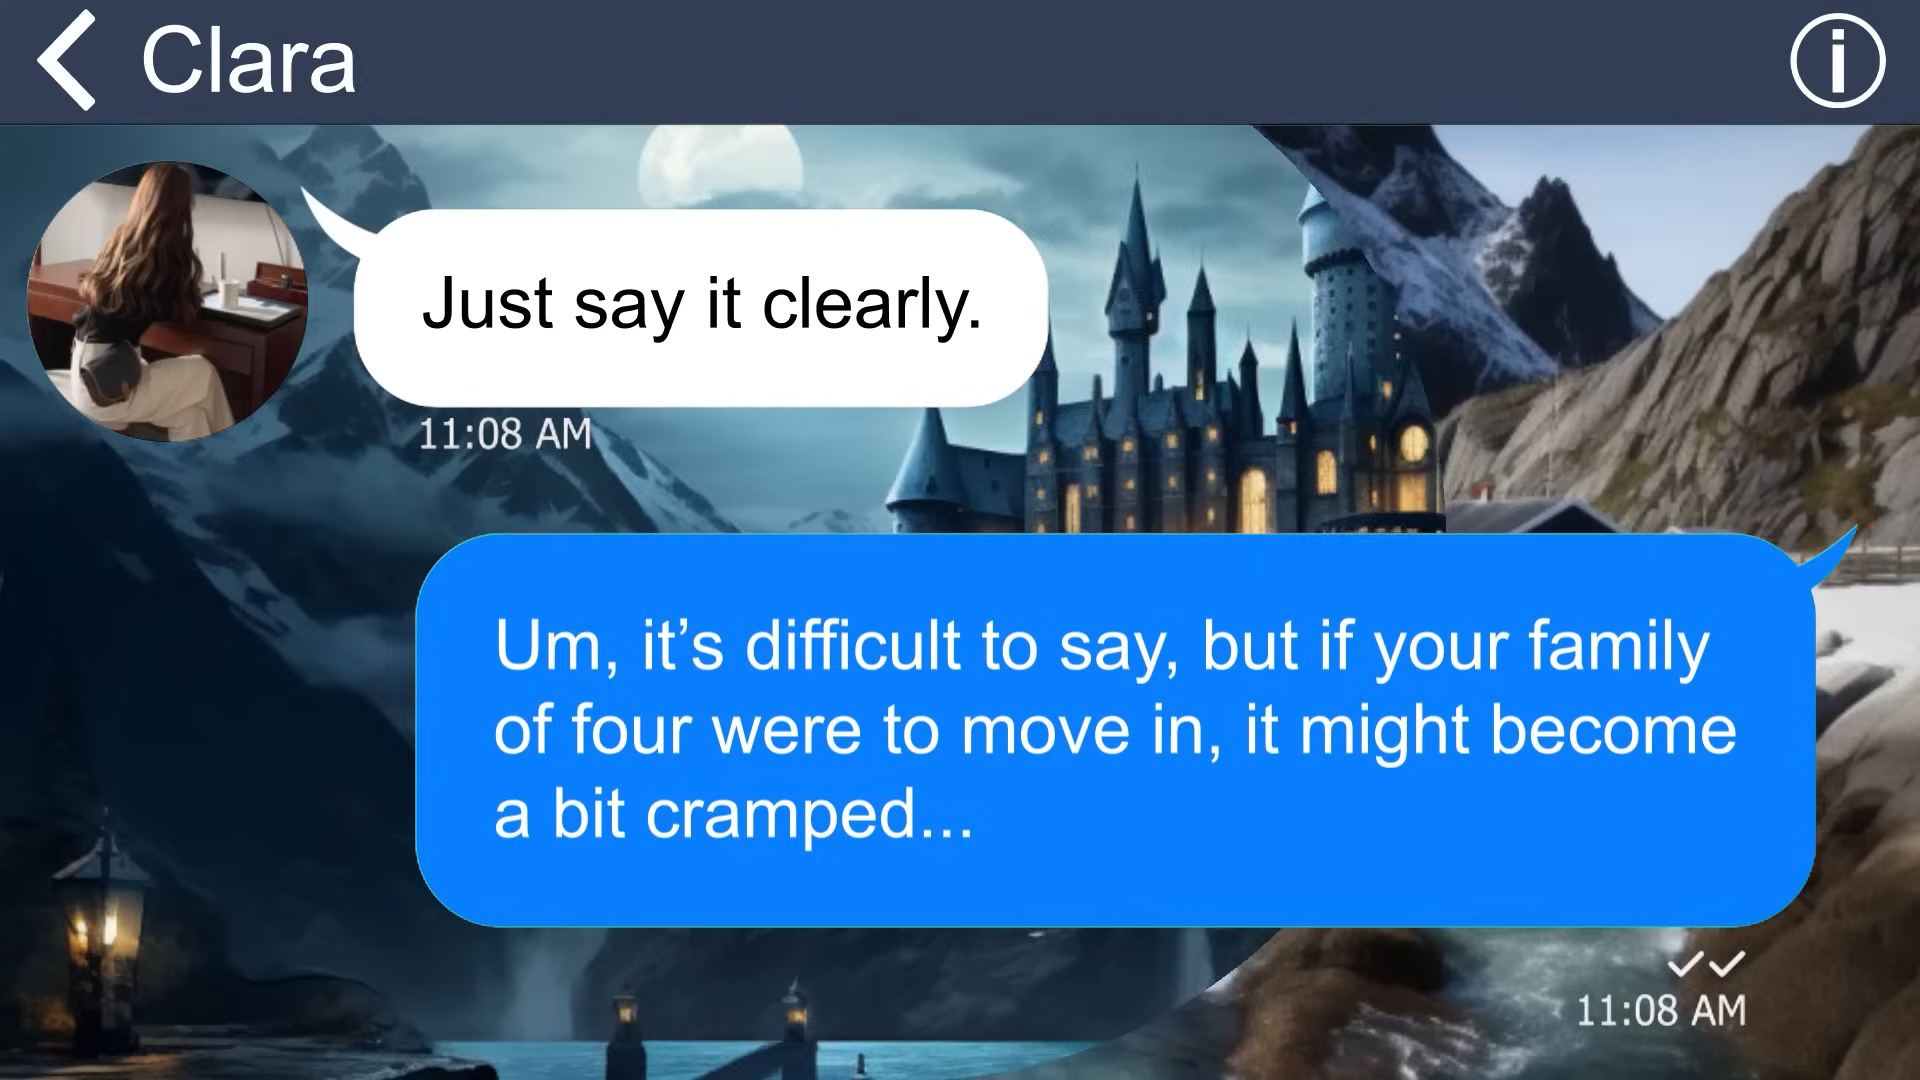 Clara
Just say it clearly.
11:08 AM
Um, it’s difficult to say, but if your family
of four were to move in, it might become
a bit cramped...
11:08 AM